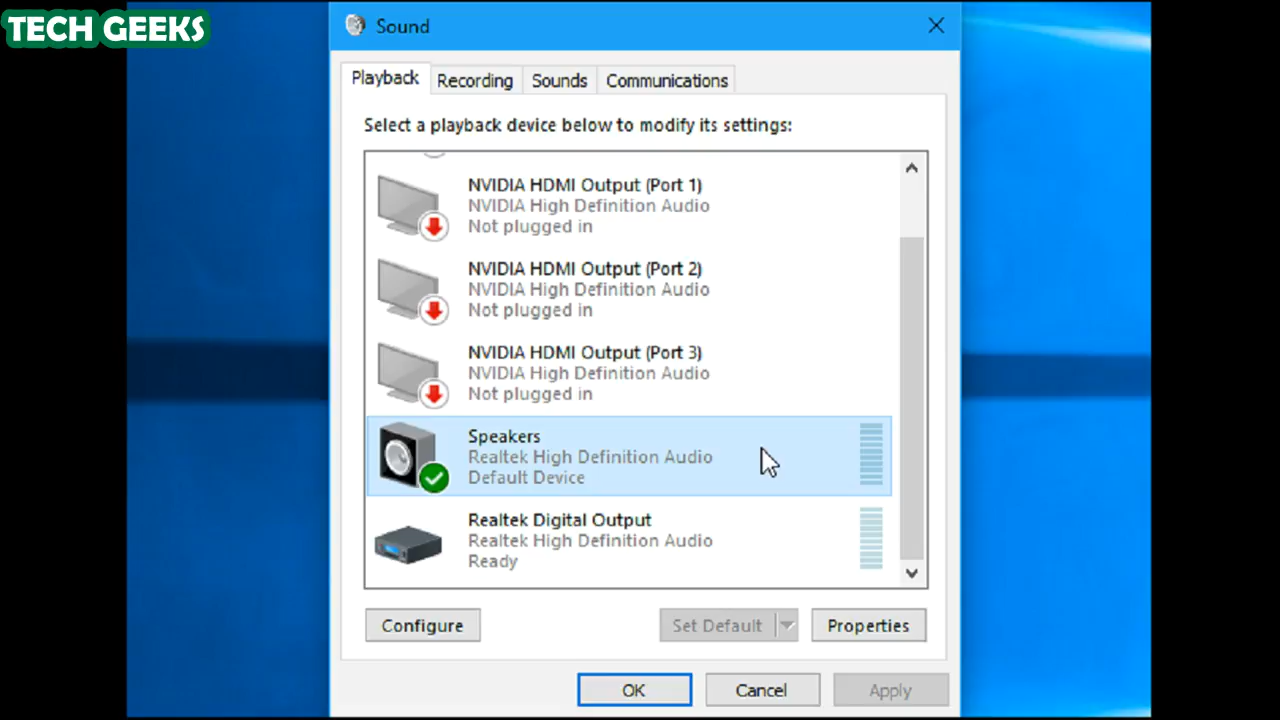 TECH GEEKS
Sound
Playback
Recording
Sounds
Communications
Select a playback device below to modify its settings:
NVIDIA HDMI Output (Port 1)
NVIDIA High Definition Audio
Not plugged in
NVIDIA HDMI Output (Port 2)
NVIDIA High Definition Audio
Not plugged in
NVIDIA HDMI Output (Port 3)
NVIDIA High Definition Audio
Not plugged in
Speakers
Realtek High Definition Audio
Default Device
Realtek Digital Output
Realtek High Definition Audio
Ready
Configure
Set Default
Properties
OK
Cancel
Apply